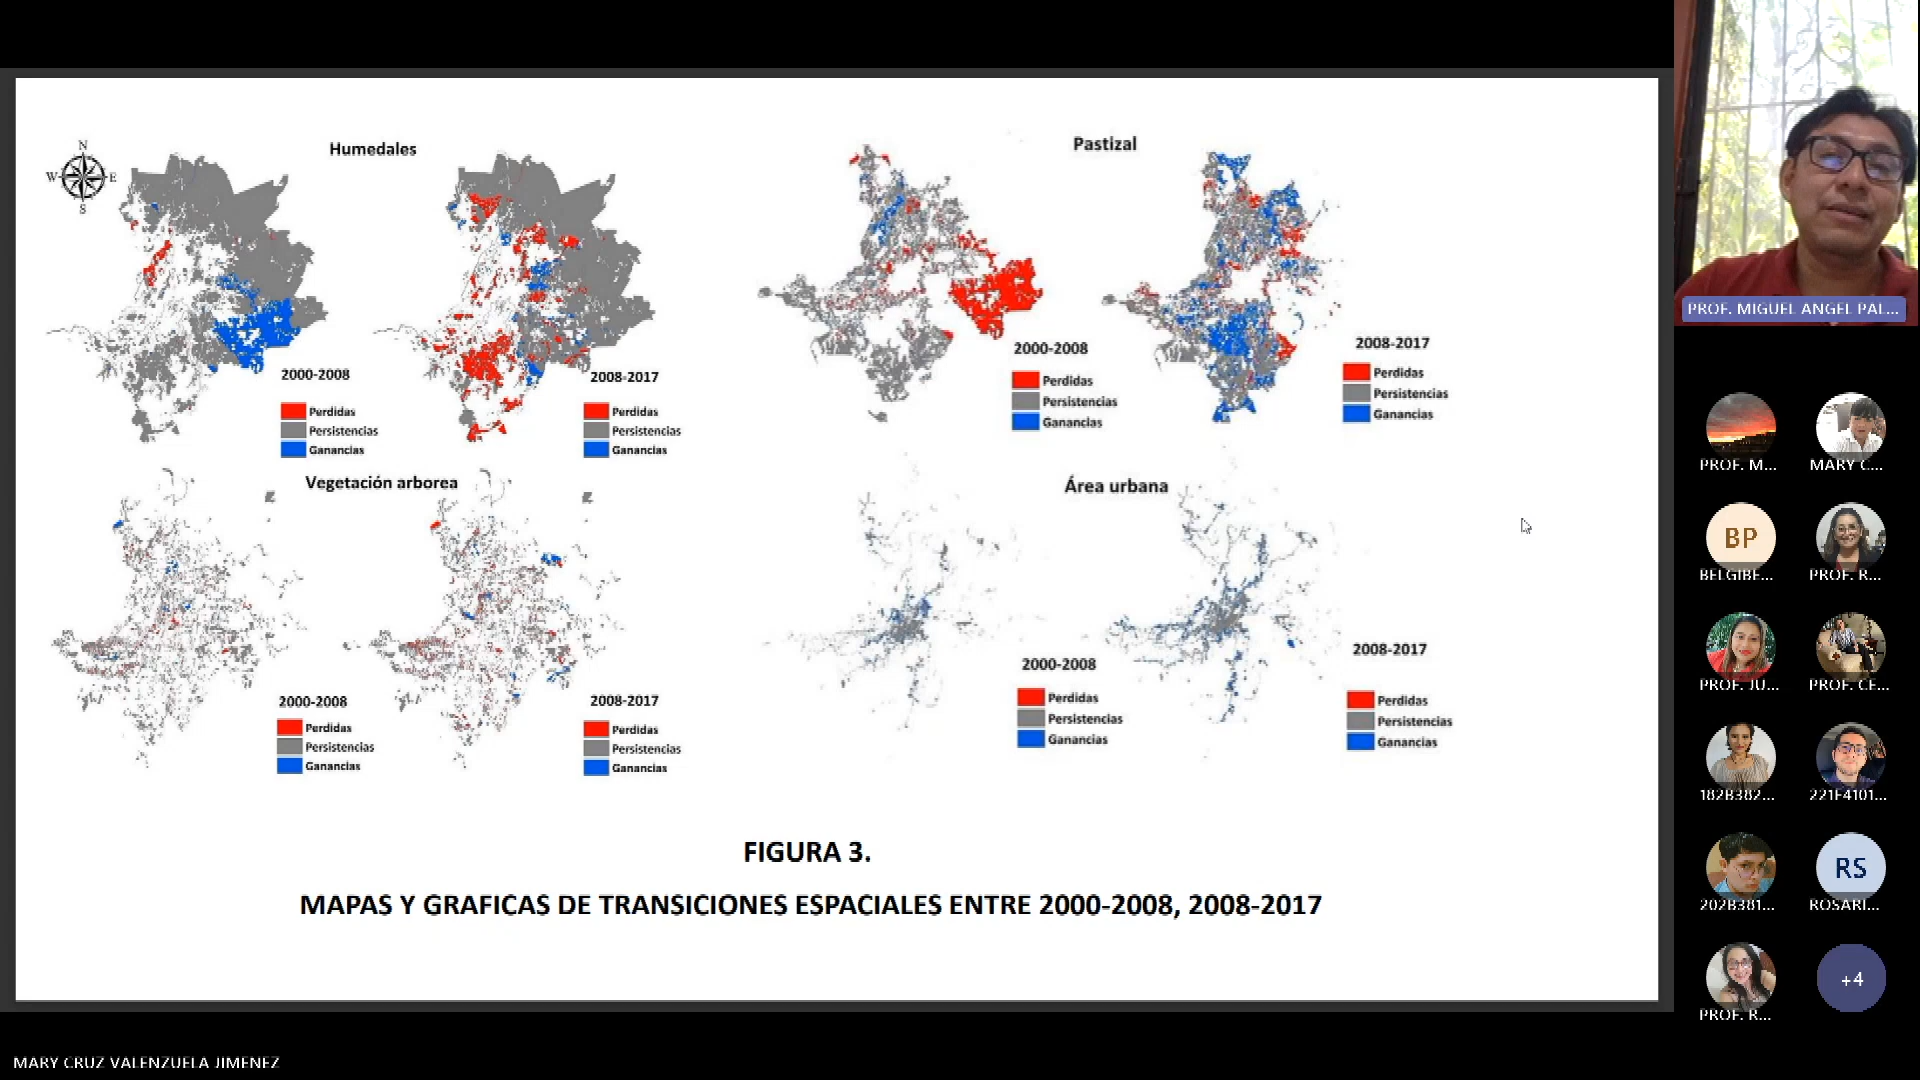 N
W E
S
Humedales
2000-2008
Perdidas
Persistencias
Ganancias
2008-2017
Perdidas
Persistencias
Ganancias
Pastizal
2000-2008
Perdidas
Persistencias
Ganancias
2008-2017
Perdidas
Persistencias
Ganancias
Vegetación arborea
2000-2008
Perdidas
Persistencias
Ganancias
2008-2017
Perdidas
Persistencias
Ganancias
Área urbana
2000-2008
Perdidas
Persistencias
Ganancias
2008-2017
Perdidas
Persistencias
Ganancias
FIGURA 3.
MAPAS Y GRAFICAS DE TRANSICIONES ESPACIALES ENTRE 2000-2008, 2008-2017
PROF. MIGUEL ANGEL PAL...
PROF. M...
MARY C...
BP
BELGIBE...
PROF. R...
PROF. JU...
PROF. CE...
182B382...
221F4101...
202B381...
RS
ROSARI...
PROF. R...
+4
MARY CRUZ VALENZUELA JIMENEZ